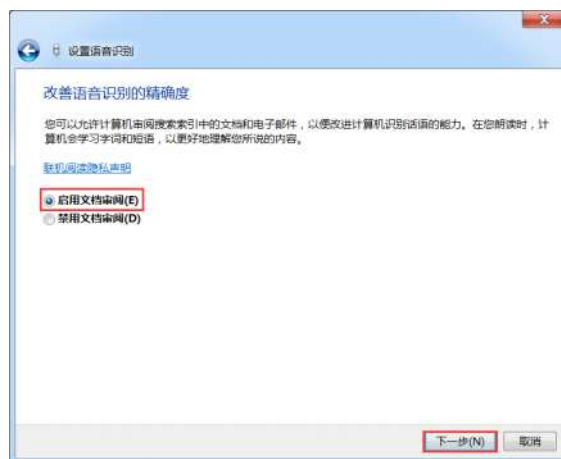 设置语音识别
改善语音识别的精确度
您可以允许计算机审阅搜索索引中的文档和电子邮件，以便改进计算机识别话语的能力。在您朗读时，计
算机会学习字词和短语，以更好地理解您所说的内容。
联机阅读隐私声明
启用文档审阅(E)
禁用文档审阅(D)
下一步(N) 取消